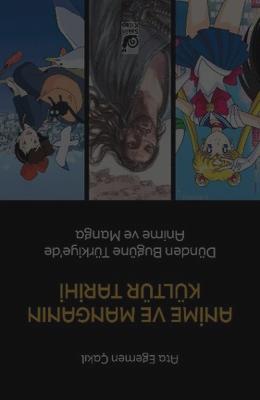 Ata Egemen Çakıl
ANİME VE MANGANIN
KÜLTÜR TARİHİ
Dünden Bugüne Türkiye'de
Anime ve Manga